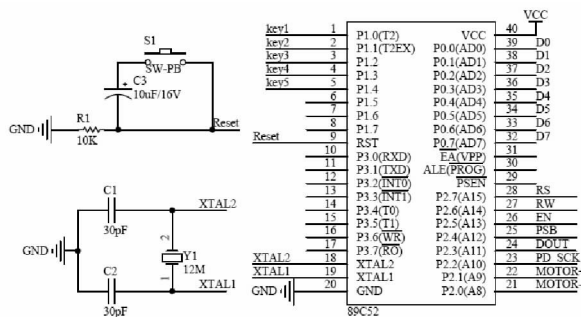 S1
SW-PB
C3
10uF/16V
R1
10K
GND
Reset
C1
30pF
XTAL2
GND
2
Y1
12M
1
C2
30pF
XTAL1
key1 1 P1.0(T2) VCC 40 VCC
key2 2 P1.1(T2EX) P0.0(AD0) 39 D0
key3 3 P1.2 P0.1(AD1) 38 D1
key4 4 P1.3 P0.2(AD2) 37 D2
key5 5 P1.4 P0.3(AD3) 36 D3
6 P1.5 P0.4(AD4) 35 D4
7 P1.6 P0.5(AD5) 34 D5
8 P1.7 P0.6(AD6) 33 D6
Reset 9 RST P0.7(AD7) 32 D7
10 P3.0(RXD) EA(VPP) 31
11 P3.1(TXD) ALE(PROG) 30
12 P3.2(INT0) PSEN 29
13 P3.3(INT1) P2.7(A15) 28 RS
14 P3.4(T0) P2.6(A14) 27 RW
15 P3.5(T1) P2.5(A13) 26 EN
16 P3.6(WR) P2.4(A12) 25 PSB
17 P3.7(RO) P2.3(A11) 24 DOUT
XTAL2 18 XTAL2 P2.2(A10) 23 PD_SCK
XTAL1 19 XTAL1 P2.1(A9) 22 MOTOR-
GND 20 GND P2.0(A8) 21 MOTOR-
89C52